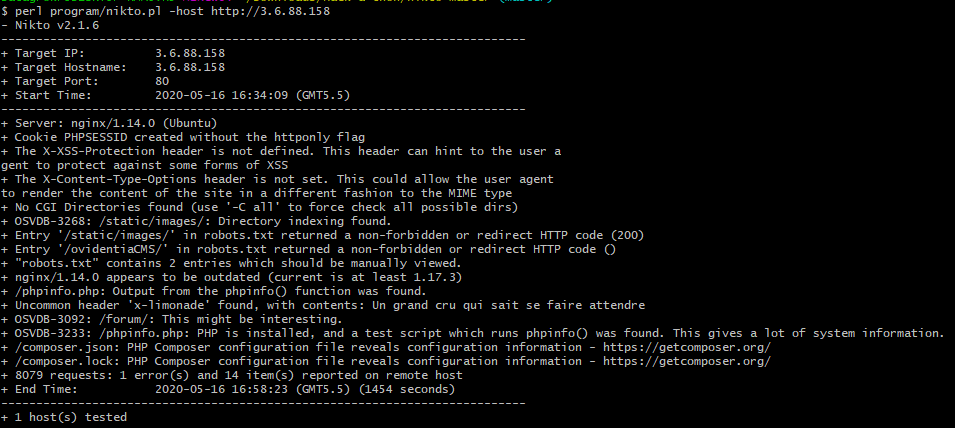 $ perl program/nikto.pl -host http://3.6.88.158
- Nikto v2.1.6
---------------------------------------------------------------------------
+ Target IP: 3.6.88.158
+ Target Hostname: 3.6.88.158
+ Target Port: 80
+ Start Time: 2020-05-16 16:34:09 (GMT5.5)
---------------------------------------------------------------------------
+ Server: nginx/1.14.0 (Ubuntu)
+ Cookie PHPSESSID created without the httponly flag
+ The X-XSS-Protection header is not defined. This header can hint to the user a
gent to protect against some forms of XSS
+ The X-Content-Type-Options header is not set. This could allow the user agent
to render the content of the site in a different fashion to the MIME type
+ No CGI Directories found (use '-C all' to force check all possible dirs)
+ OSVDB-3268: /static/images/: Directory indexing found.
+ Entry '/static/images/' in robots.txt returned a non-forbidden or redirect HTTP code (200)
+ Entry '/ovidentiaCMS/' in robots.txt returned a non-forbidden or redirect HTTP code ()
+ "robots.txt" contains 2 entries which should be manually viewed.
+ nginx/1.14.0 appears to be outdated (current is at least 1.17.3)
+ /phpinfo.php: Output from the phpinfo() function was found.
+ Uncommon header 'x-limonade' found, with contents: Un grand cru qui sait se faire attendre
+ OSVDB-3092: /forum/: This might be interesting.
+ OSVDB-3233: /phpinfo.php: PHP is installed, and a test script which runs phpinfo() was found. This gives a lot of system information.
+ /composer.json: PHP Composer configuration file reveals configuration information - https://getcomposer.org/
+ /composer.lock: PHP Composer configuration file reveals configuration information - https://getcomposer.org/
+ 8079 requests: 1 error(s) and 14 item(s) reported on remote host
+ End Time: 2020-05-16 16:58:23 (GMT5.5) (1454 seconds)
---------------------------------------------------------------------------
+ 1 host(s) tested